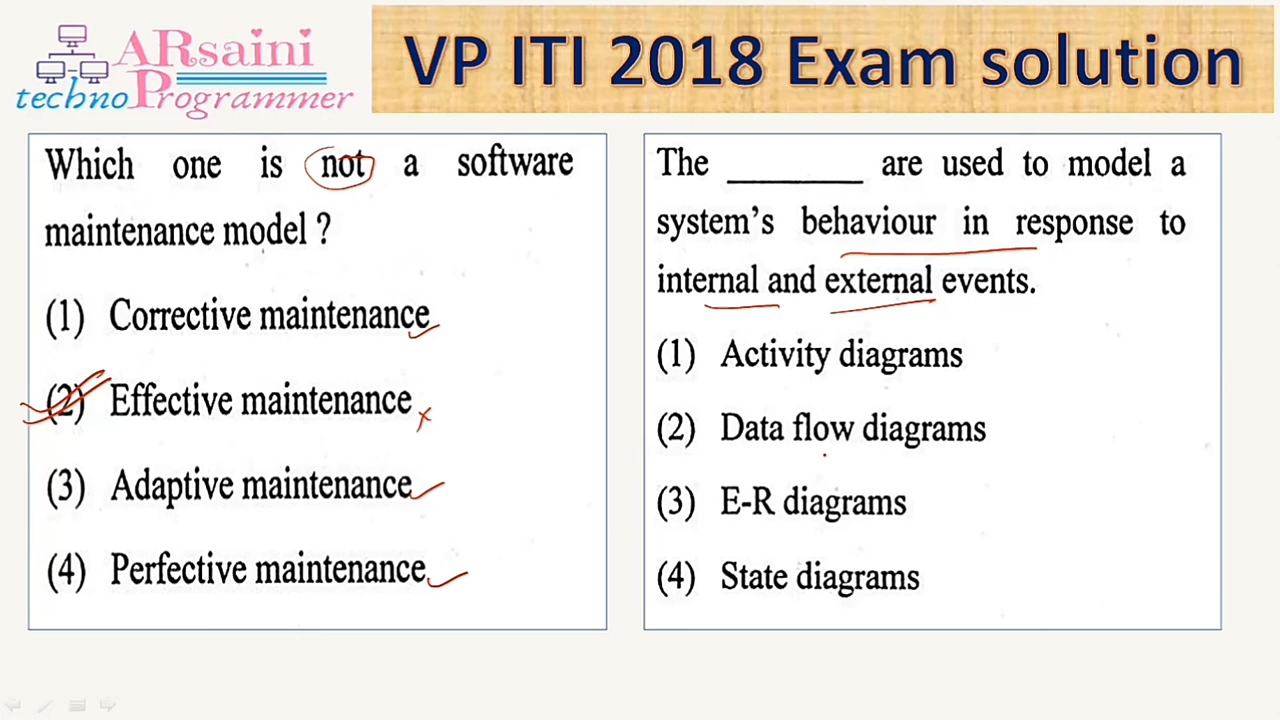 ARsaini
techno Programmer
VP ITI 2018 Exam solution
Which one is not a software
maintenance model ?
(1) Corrective maintenance
(2) Effective maintenance
(3) Adaptive maintenance
(4) Perfective maintenance
The ________ are used to model a
system's behaviour in response to
internal and external events.
(1) Activity diagrams
(2) Data flow diagrams
(3) E-R diagrams
(4) State diagrams